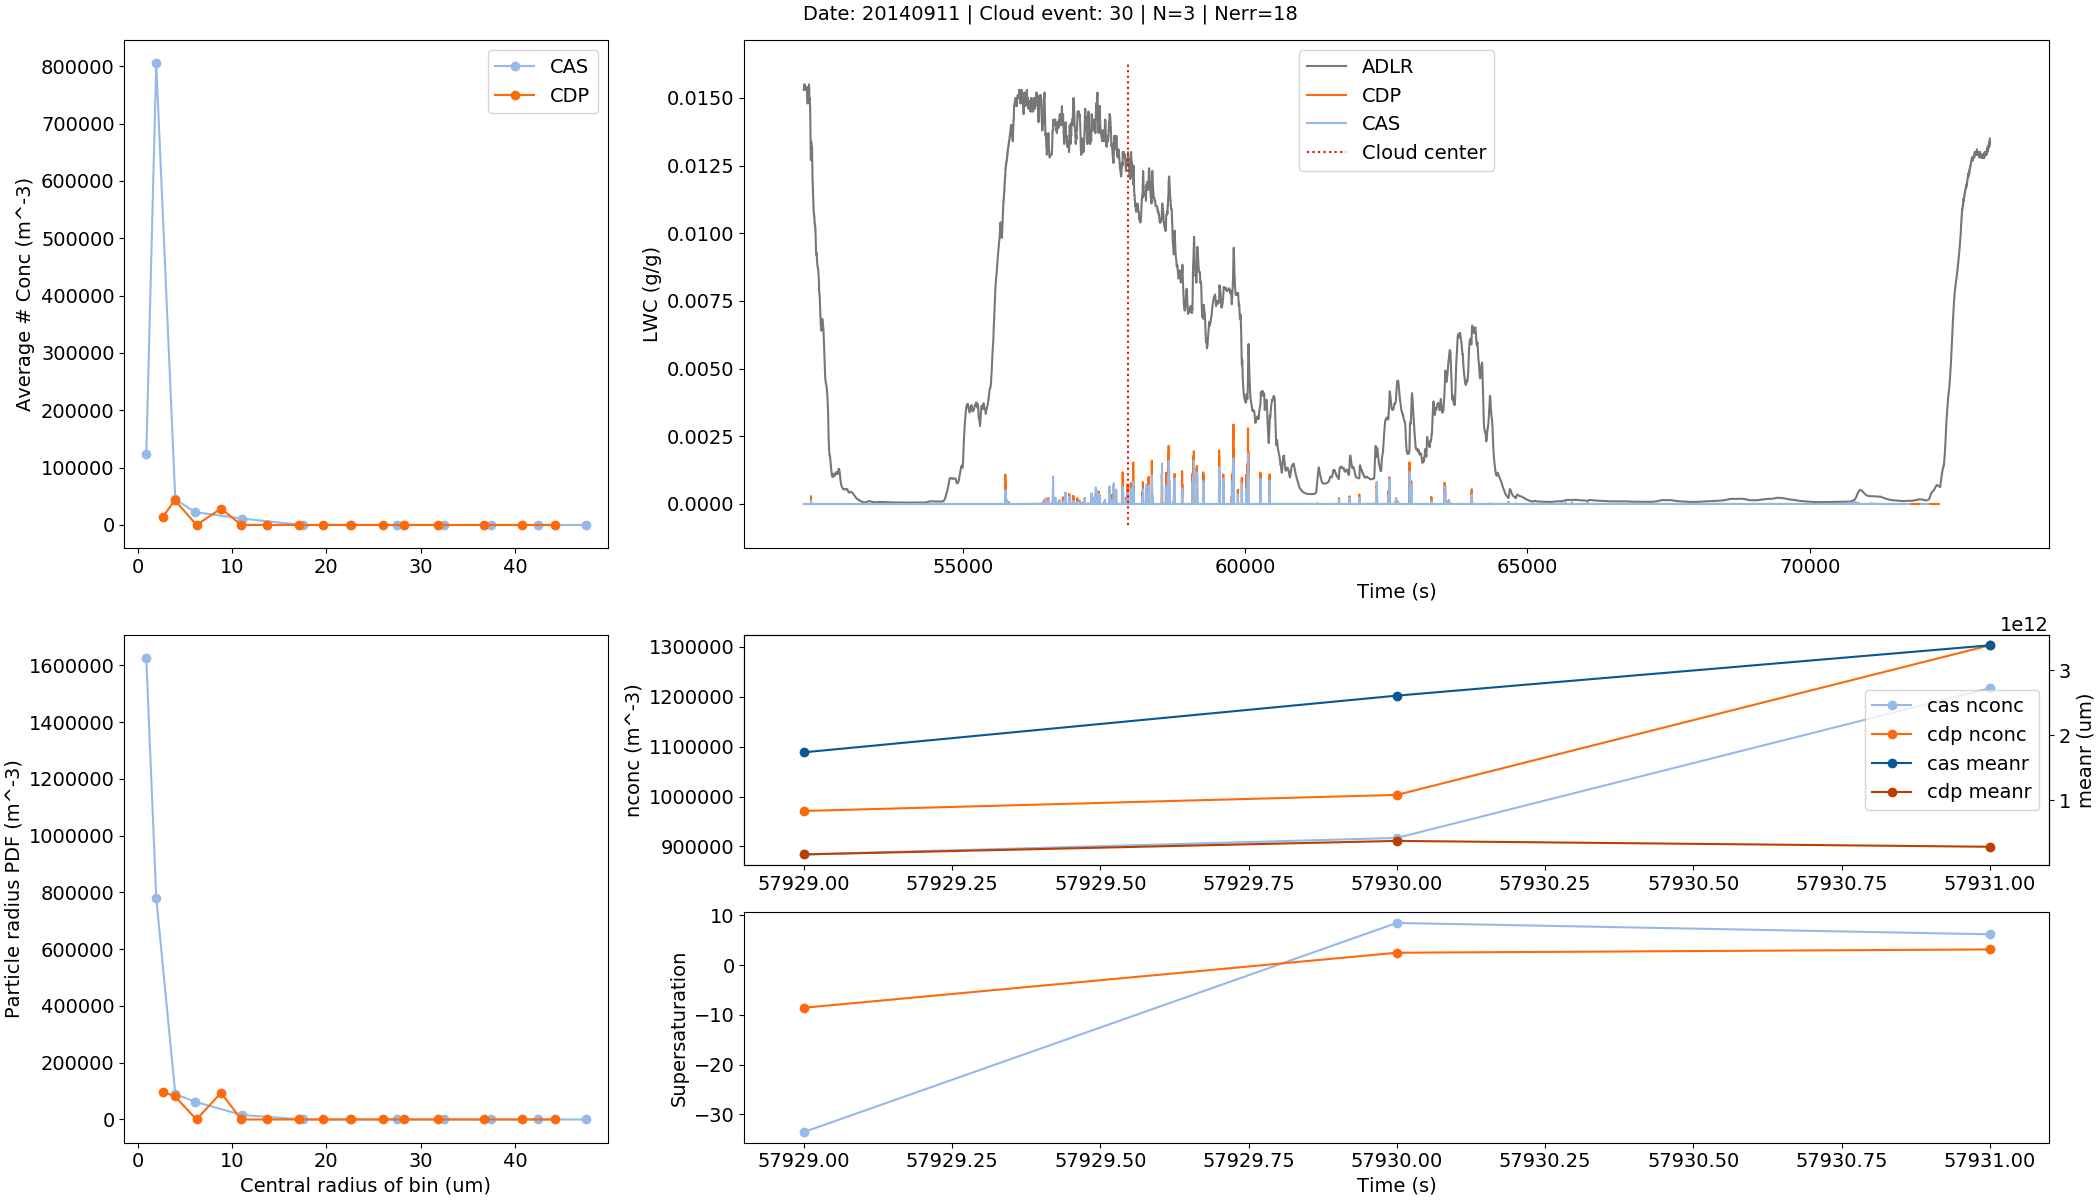 Date: 20140911 | Cloud event: 30 | N=3 | Nerr=18
Average # Conc (m^-3)
800000
700000
600000
500000
400000
300000
200000
100000
0
0 10 20 30 40
CAS
CDP
LWC (g/g)
0.0150
0.0125
0.0100
0.0075
0.0050
0.0025
0.0000
55000 60000 65000 70000
Time (s)
ADLR
CDP
CAS
Cloud center
Particle radius PDF (m^-3)
1600000
1400000
1200000
1000000
800000
600000
400000
200000
0
0 10 20 30 40
Central radius of bin (um)
nconc (m^-3)
1300000
1200000
1100000
1000000
900000
57929.00 57929.25 57929.50 57929.75 57930.00 57930.25 57930.50 57930.75 57931.00
1e12
3
2
1
meanr (um)
cas nconc
cdp nconc
cas meanr
cdp meanr
Supersaturation
10
0
−10
−20
−30
57929.00 57929.25 57929.50 57929.75 57930.00 57930.25 57930.50 57930.75 57931.00
Time (s)